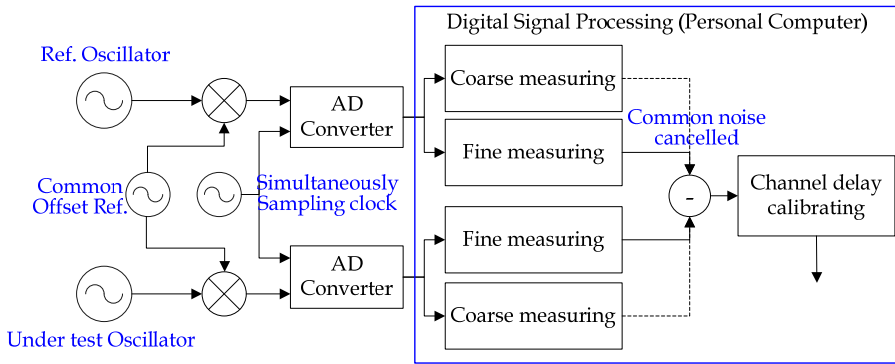 Digital Signal Processing (Personal Computer)
Ref. Oscillator
AD
Converter
Coarse measuring
Common noise
cancelled
Fine measuring
Common
Offset Ref.
Simultaneously
Sampling clock
-
Channel delay
calibrating
Fine measuring
AD
Converter
Coarse measuring
Under test Oscillator